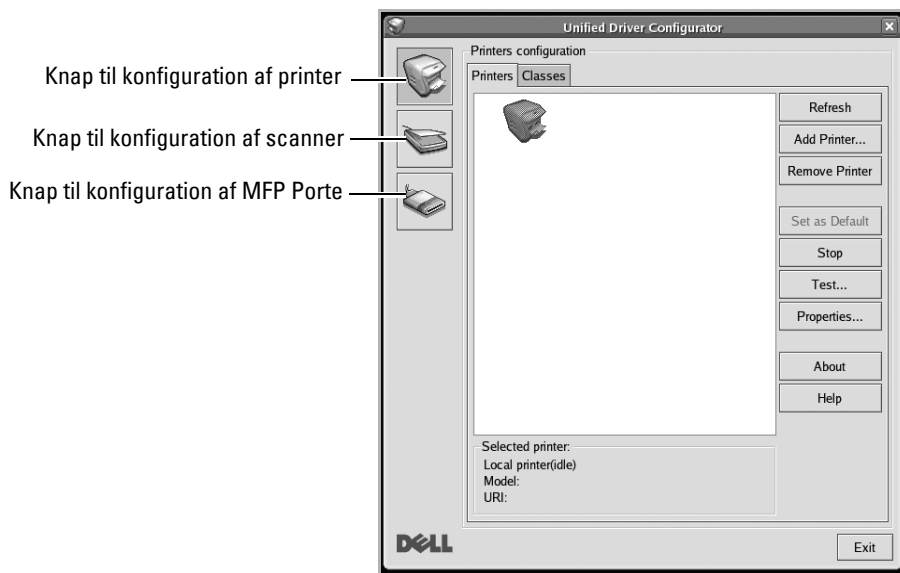 Unified Driver Configurator
Knap til konfiguration af printer
Knap til konfiguration af scanner
Knap til konfiguration af MFP Porte
Printers configuration
Printers
Classes
Refresh
Add Printer...
Remove Printer
Set as Default
Stop
Test...
Properties...
About
Help
Selected printer:
Local printer(idle)
Model:
URI:
DELL
Exit